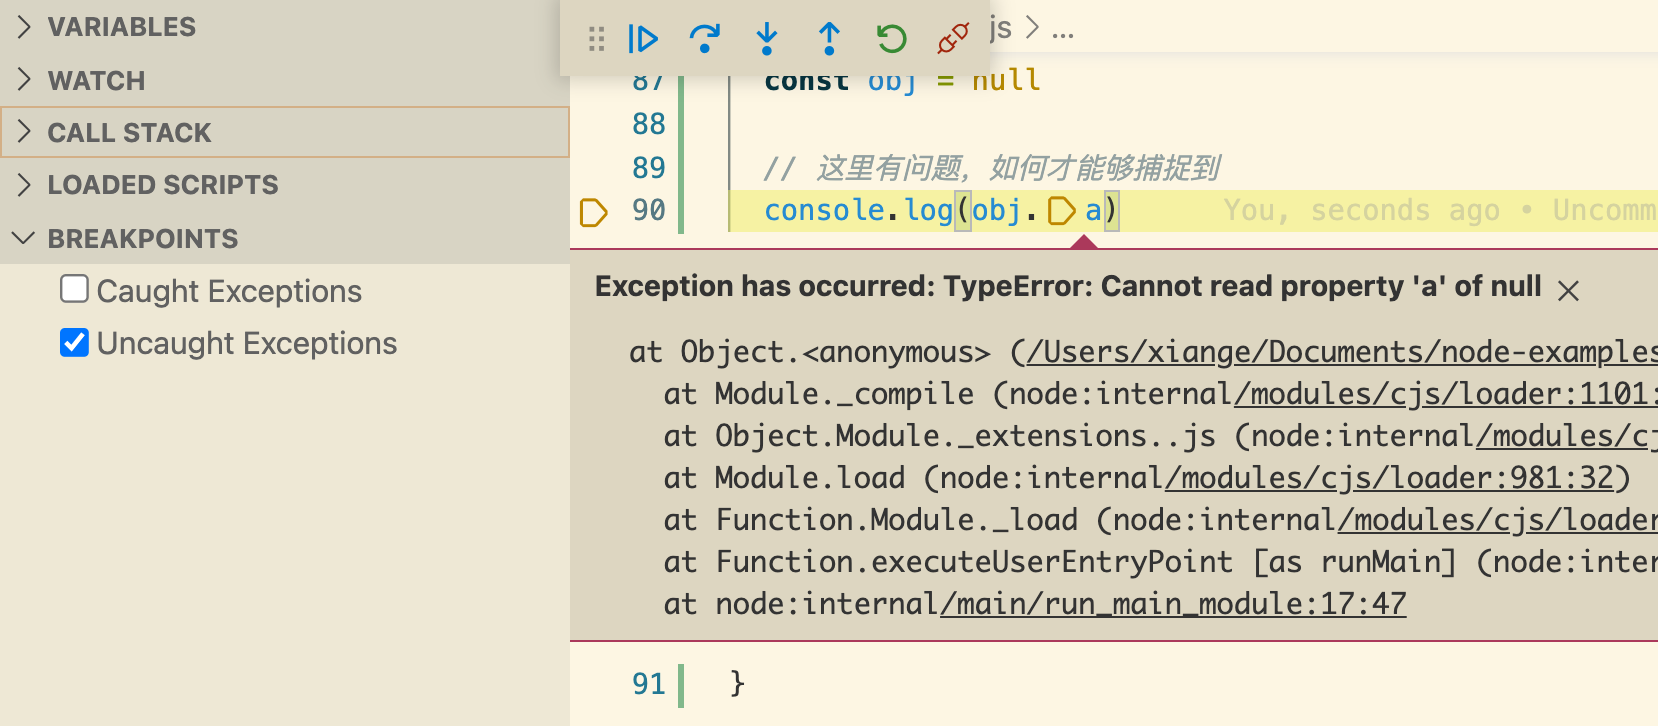 VARIABLES
WATCH
CALL STACK
LOADED SCRIPTS
BREAKPOINTS
Caught Exceptions
Uncaught Exceptions
js > ...
87 const obj = null
88
89 // 这里有问题，如何才能够捕捉到
90 console.log(obj.a) You, seconds ago • Uncomm
Exception has occurred: TypeError: Cannot read property 'a' of null
at Object.<anonymous> (/Users/xiange/Documents/node-examples
at Module._compile (node:internal/modules/cjs/loader:1101:
at Object.Module._extensions..js (node:internal/modules/cj
at Module.load (node:internal/modules/cjs/loader:981:32)
at Function.Module._load (node:internal/modules/cjs/loader
at Function.executeUserEntryPoint [as runMain] (node:inter
at node:internal/main/run_main_module:17:47
91 }